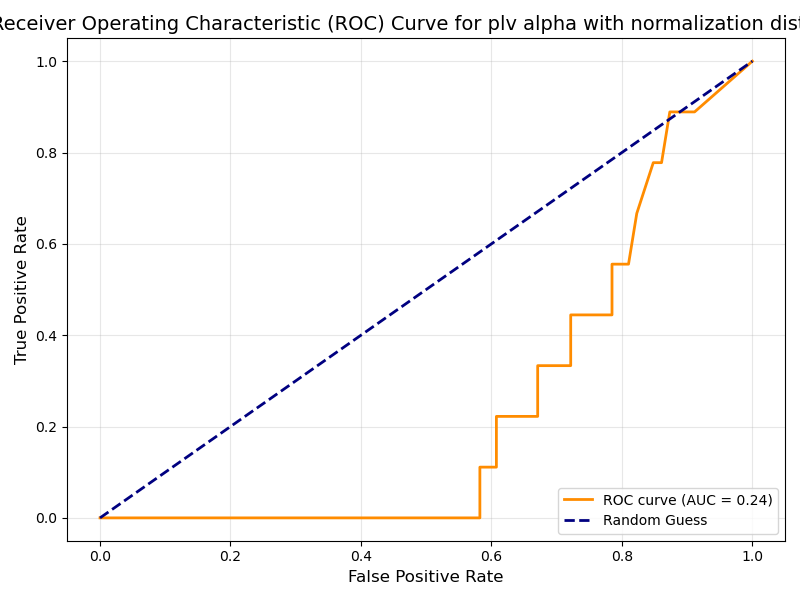 Receiver Operating Characteristic (ROC) Curve for plv alpha with normalization dist
True Positive Rate
1.0
0.8
0.6
0.4
0.2
0.0
ROC curve (AUC = 0.24)
Random Guess
0.0 0.2 0.4 0.6 0.8 1.0
False Positive Rate